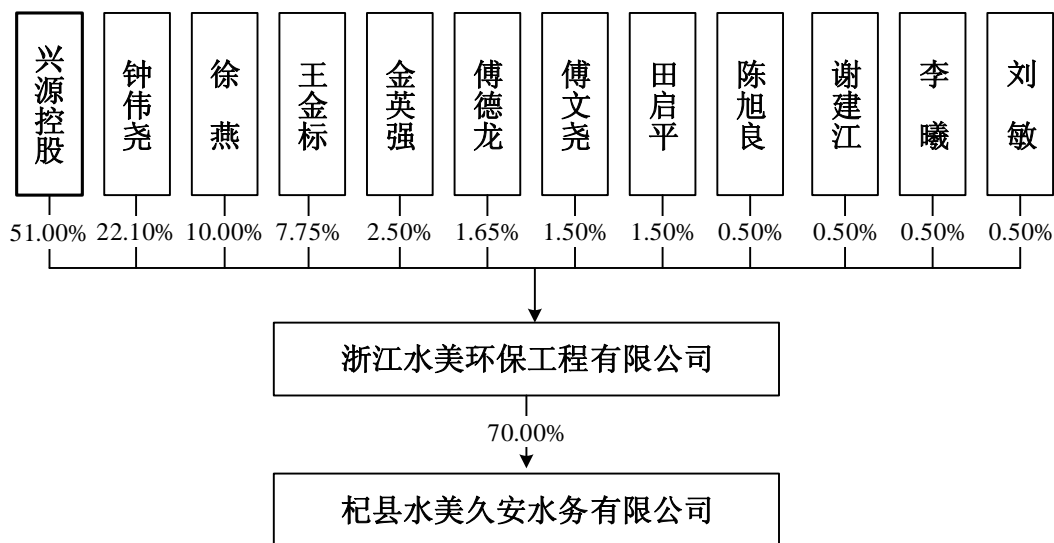 兴源控股
钟伟尧
徐燕
王金标
金英强
傅德龙
傅文尧
田启平
陈旭良
谢建江
李曦
刘敏
51.00%
22.10%
10.00%
7.75%
2.50%
1.65%
1.50%
1.50%
0.50%
0.50%
0.50%
0.50%
浙江水美环保工程有限公司
70.00%
杞县水美久安水务有限公司